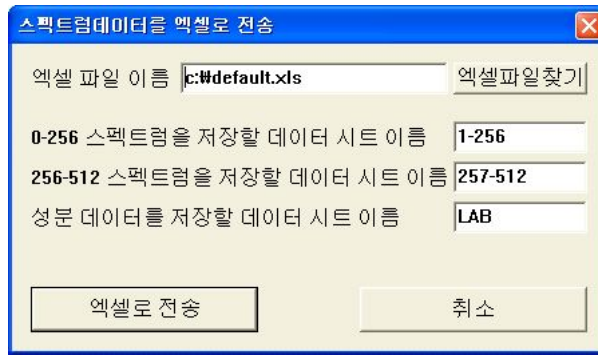 스펙트럼데이터를 엑셀로 전송
엑셀 파일 이름 c:₩default.xls 엑셀파일찾기
0-256 스펙트럼을 저장할 데이터 시트 이름 1-256
256-512 스펙트럼을 저장할 데이터 시트 이름 257-512
성분 데이터를 저장할 데이터 시트 이름 LAB
엑셀로 전송 취소